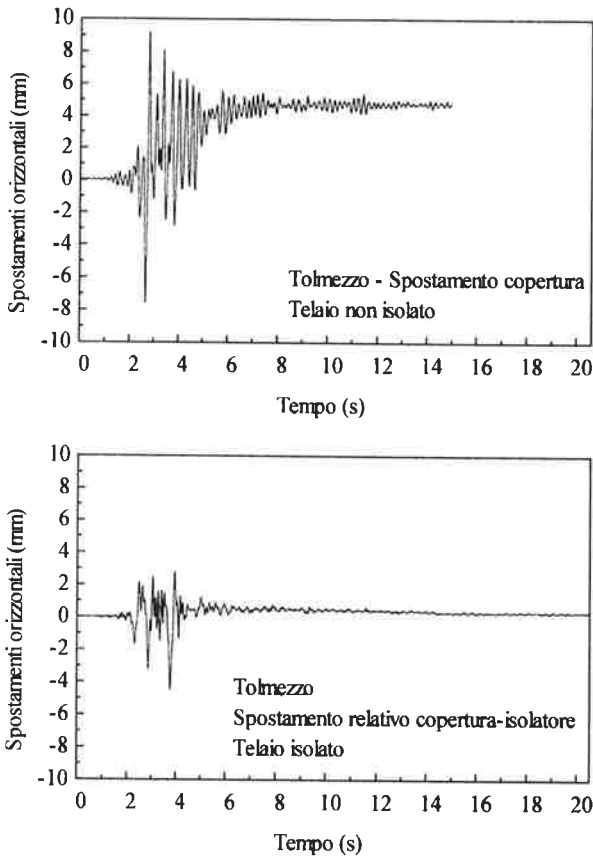 10
8
6
4
2
0
-2
-4
-6
-8
-10
Spostamenti orizzontali (mm)
Tolmezzo - Spostamento copertura
Telaio non isolato
0 2 4 6 8 10 12 14 16 18 20
Tempo (s)
10
8
6
4
2
0
-2
-4
-6
-8
-10
Spostamenti orizzontali (mm)
Tolmezzo
Spostamento relativo copertura-isolatore
Telaio isolato
0 2 4 6 8 10 12 14 16 18 20
Tempo (s)